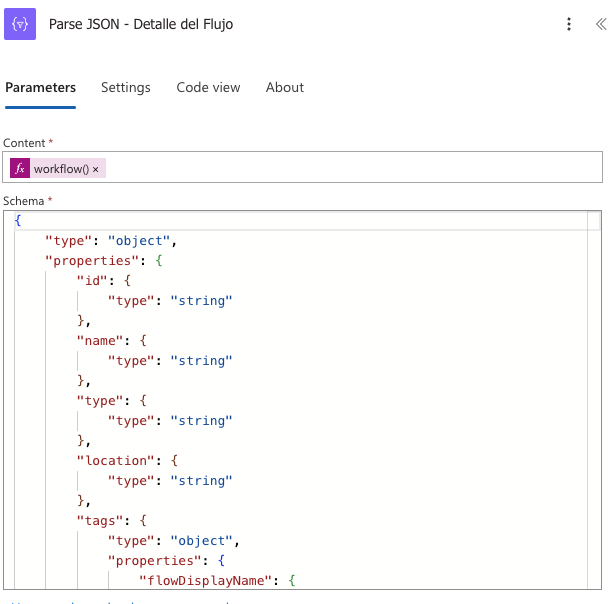 Parse JSON - Detalle del Flujo
Parameters Settings Code view About
Content *
fx workflow() ×
Schema *
{
"type": "object",
"properties": {
"id": {
"type": "string"
},
"name": {
"type": "string"
},
"type": {
"type": "string"
},
"location": {
"type": "string"
},
"tags": {
"type": "object",
"properties": {
"flowDisplayName": {